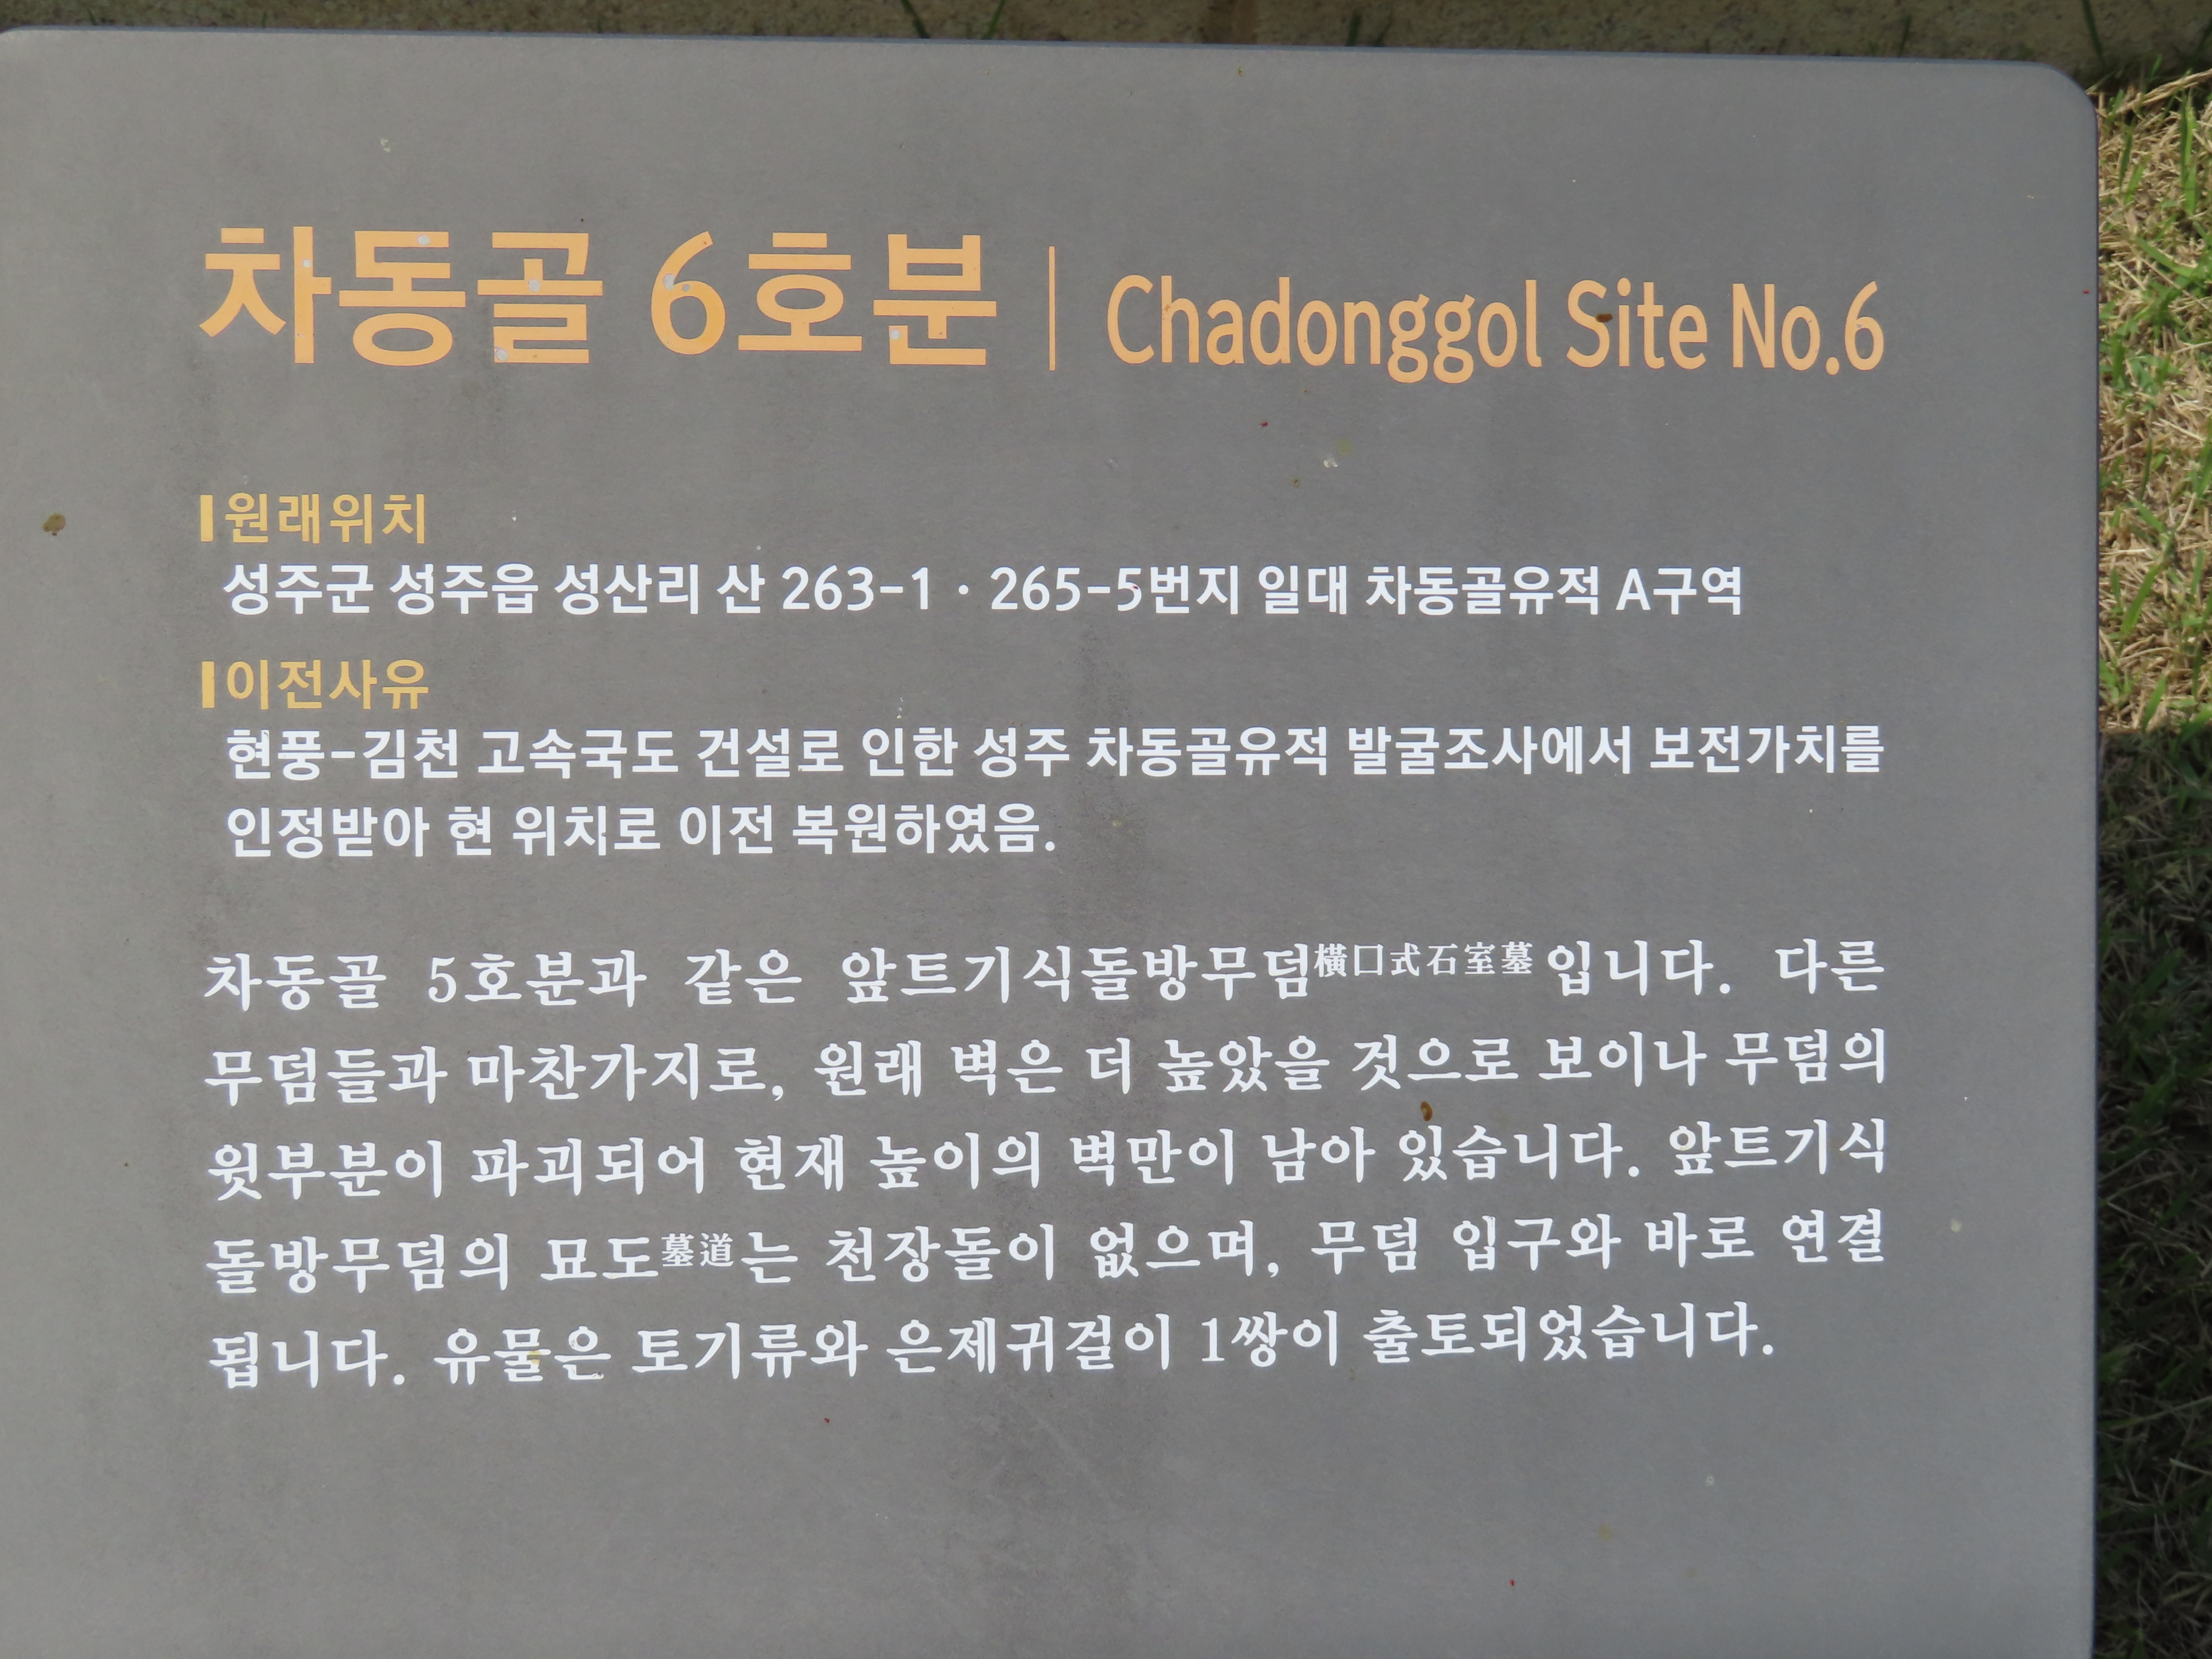 차동골 6호분 | Chadonggol Site No.6
원래위치
성주군 성주읍 성산리 산 263-1 · 265-5번지 일대 차동골유적 A구역
이전사유
현풍-김천 고속국도 건설로 인한 성주 차동골유적 발굴조사에서 보전가치를
인정받아 현 위치로 이전 복원하였음.
차동골 5호분과 같은 앞트기식돌방무덤橫口式石室墓입니다. 다른
무덤들과 마찬가지로, 원래 벽은 더 높았을 것으로 보이나 무덤의
윗부분이 파괴되어 현재 높이의 벽만이 남아 있습니다. 앞트기식
돌방무덤의 묘도墓道는 천장돌이 없으며, 무덤 입구와 바로 연결
됩니다. 유물은 토기류와 은제귀걸이 1쌍이 출토되었습니다.